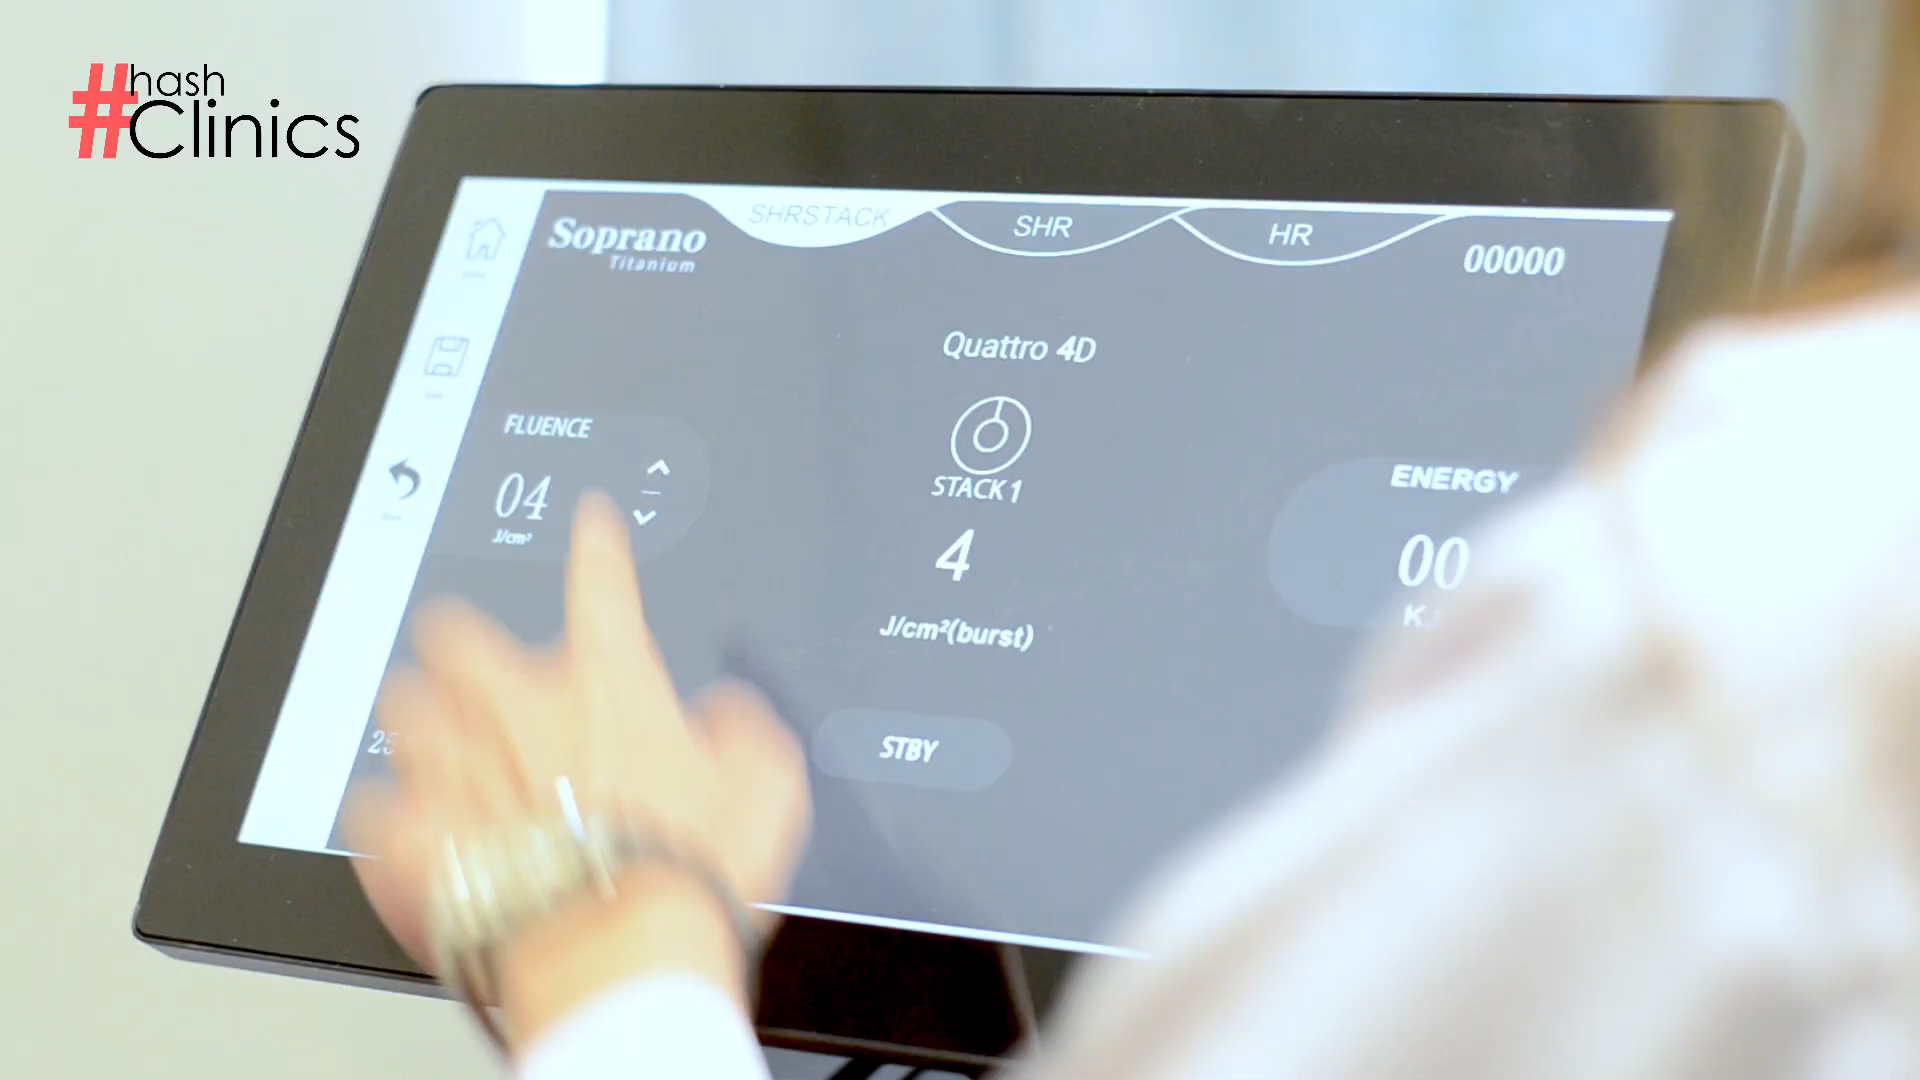 #hash
Clinics
SHRSTACK
SHR
HR
Soprano
Titanium
00000
Quattro 4D
FLUENCE
04
J/cm²
STACK 1
4
J/cm²(burst)
ENERGY
00
STBY